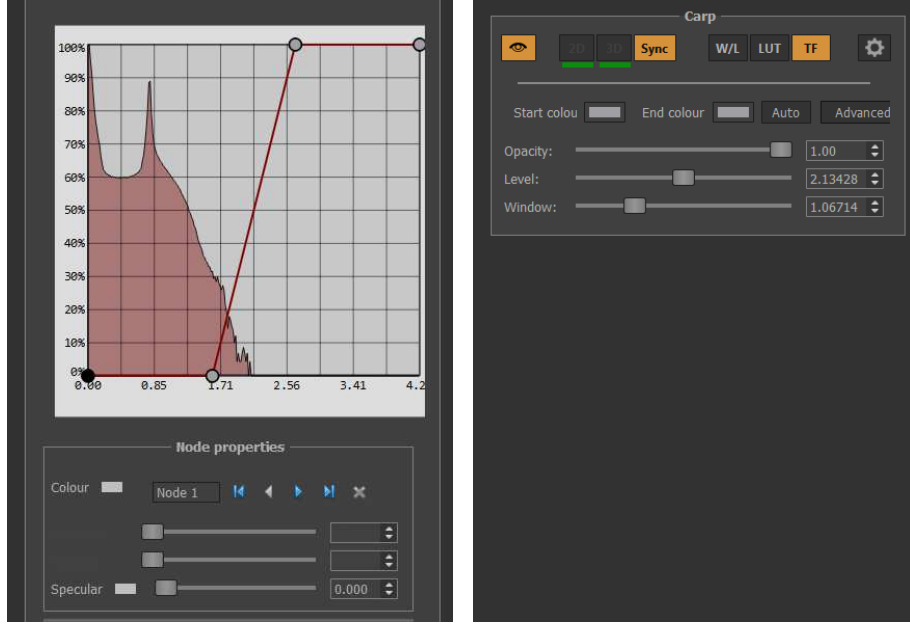 100%
90%
80%
70%
60%
50%
40%
30%
20%
10%
0%
0.00 0.85 1.71 2.56 3.41 4.2
Node properties
Colour Node 1
Specular 0.000
Carp
2D 3D Sync W/L LUT TF
Start colou End colour Auto Advanced
Opacity: 1.00
Level: 2.13428
Window: 1.06714